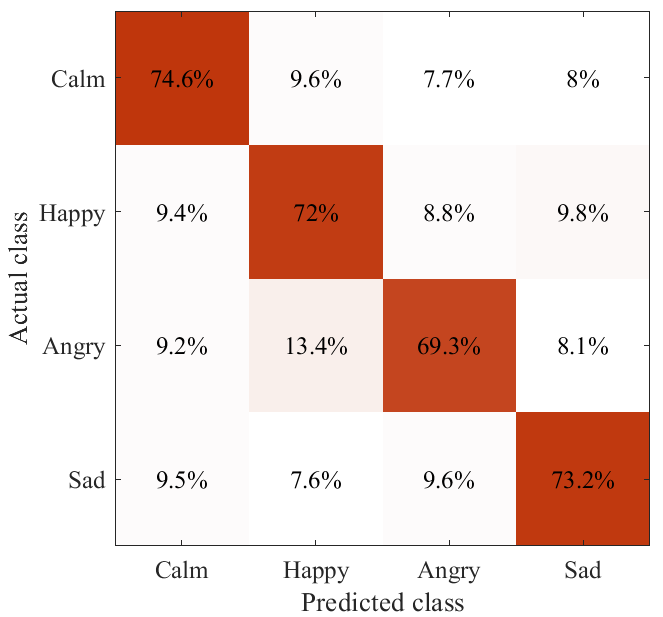 Actual class
Calm 74.6% 9.6% 7.7% 8%
Happy 9.4% 72% 8.8% 9.8%
Angry 9.2% 13.4% 69.3% 8.1%
Sad 9.5% 7.6% 9.6% 73.2%
Calm Happy Angry Sad
Predicted class